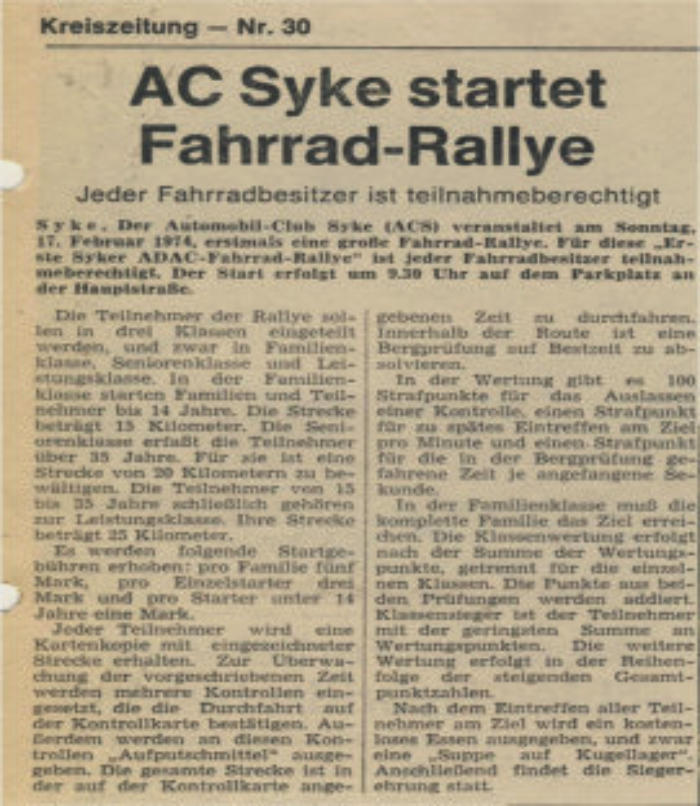 Kreiszeitung — Nr. 30
AC Syke startet
Fahrrad-Rallye
Jeder Fahrradbesitzer ist teilnahmeberechtigt
Syke. Der Automobil-Club Syke (ACS) veranstaltet am Sonntag,
17. Februar 1974, erstmals eine große Fahrrad-Rallye. Für diese „Er-
ste Syker ADAC-Fahrrad-Rallye“ ist jeder Fahrradbesitzer teilnah-
meberechtigt. Der Start erfolgt um 9.30 Uhr auf dem Parkplatz an
der Hauptstraße.
Die Teilnehmer der Rallye sol-
len in drei Klassen eingeteilt
werden, und zwar in Familien-
klasse, Seniorenklasse und Lei-
stungsklasse. In der Familien-
klasse starten Familien und Teil-
nehmer bis 14 Jahre. Die Strecke
beträgt 15 Kilometer. Die Seni-
orenklasse erfaßt die Teilnehmer
über 35 Jahre. Für sie ist eine
Strecke von 20 Kilometern zu be-
wältigen. Die Teilnehmer von 15
bis 35 Jahre schließlich gehören
zur Leistungsklasse. Ihre Strecke
beträgt 25 Kilometer.
Es werden folgende Startge-
bühren erhoben: pro Familie fünf
Mark, pro Einzelstarter drei
Mark und pro Starter unter 14
Jahre eine Mark.
Jeder Teilnehmer wird eine
Kartenkopie mit eingezeichneter
Strecke erhalten. Zur Überwa-
chung der vorgeschriebenen Zeit
werden mehrere Kontrollen ein-
gesetzt, die die Durchfahrt auf
der Kontrollkarte bestätigen. Au-
ßerdem werden an diesen Kon-
trollen „Aufputschmittel“ ausge-
geben. Die gesamte Strecke ist in
der auf der Kontrollkarte ange-
gebenen Zeit zu durchfahren.
Innerhalb der Route ist eine
Bergprüfung auf Bestzeit zu ab-
solvieren.
In der Wertung gibt es 100
Strafpunkte für das Auslassen
einer Kontrolle, einen Strafpunkt
für zu spätes Eintreffen am Ziel
pro Minute und einen Strafpunkt
für die in der Bergprüfung ge-
fahrene Zeit je angefangene Se-
kunde.
In der Familienklasse muß die
komplette Familie das Ziel errei-
chen. Die Klassenwertung erfolgt
nach der Summe der Wertungs-
punkte, getrennt für die einzel-
nen Klassen. Die Punkte aus bei-
den Prüfungen werden addiert.
Klassensieger ist der Teilnehmer
mit der geringsten Summe an
Wertungspunkten. Die weitere
Wertung erfolgt in der Reihen-
folge der steigenden Gesamt-
punktzahlen.
Nach dem Eintreffen aller Teil-
nehmer am Ziel wird ein kosten-
loses Essen ausgegeben, und zwar
eine „Suppe auf Kugellager“.
Anschließend findet die Sieger-
ehrung statt.